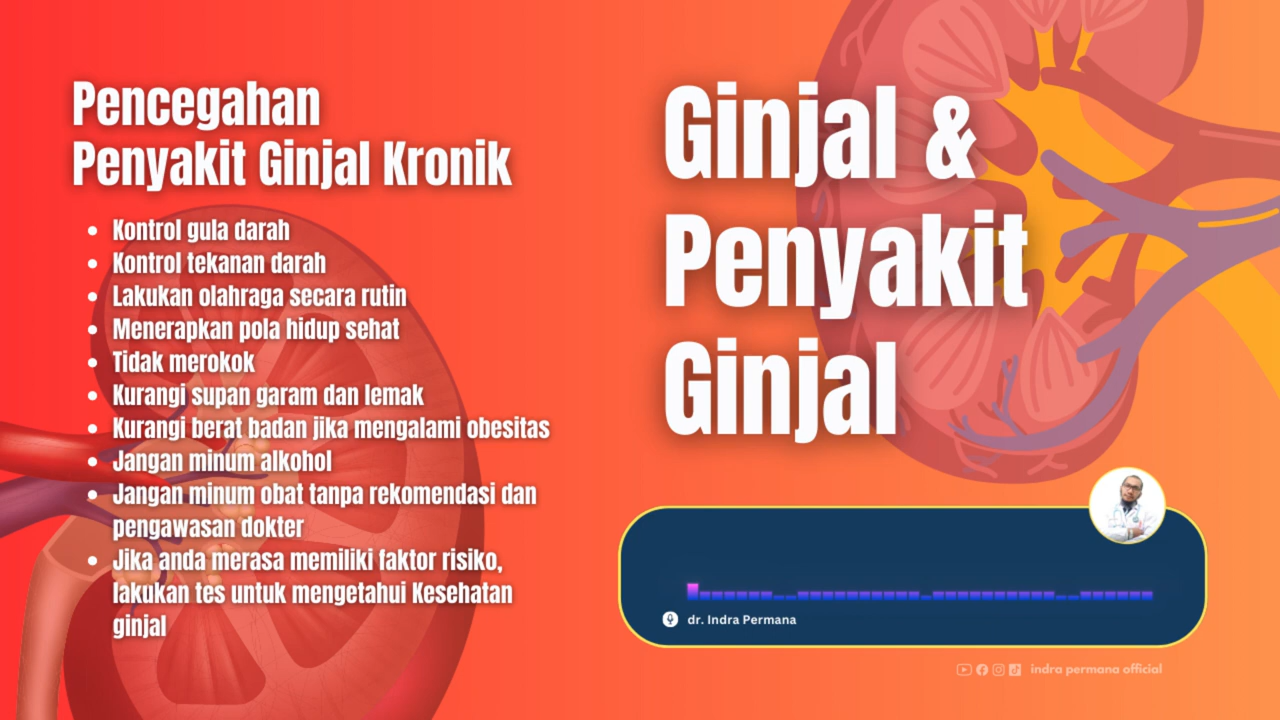 Pencegahan
Penyakit Ginjal Kronik
Kontrol gula darah
Kontrol tekanan darah
Lakukan olahraga secara rutin
Menerapkan pola hidup sehat
Tidak merokok
Kurangi supan garam dan lemak
Kurangi berat badan jika mengalami obesitas
Jangan minum alkohol
Jangan minum obat tanpa rekomendasi dan
pengawasan dokter
Jika anda merasa memiliki faktor risiko,
lakukan tes untuk mengetahui Kesehatan
ginjal
Ginjal &
Penyakit
Ginjal
dr. Indra Permana
indra permana official